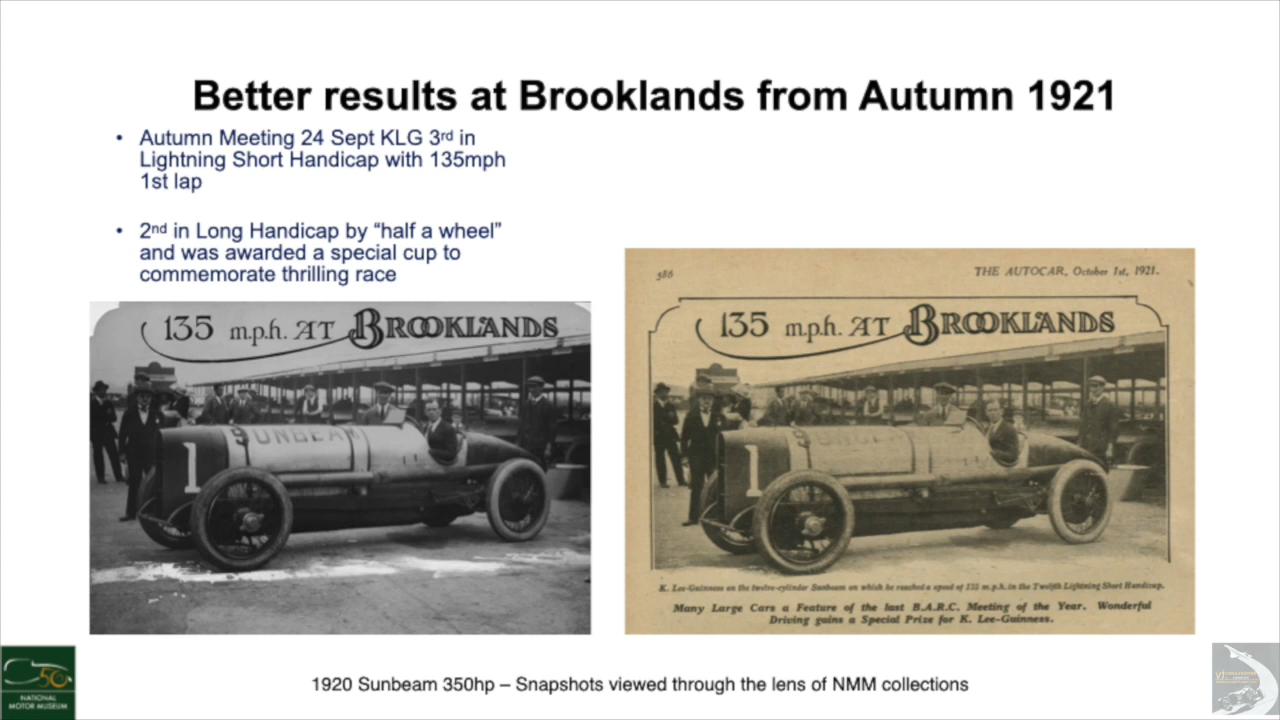 Better results at Brooklands from Autumn 1921
• Autumn Meeting 24 Sept KLG 3rd in
Lightning Short Handicap with 135mph
1st lap
• 2nd in Long Handicap by “half a wheel”
and was awarded a special cup to
commemorate thrilling race
135 m.p.h. AT BROOKLANDS
SUNBEAM
1
586
THE AUTOCAR, October 1st, 1921.
135 m.p.h. AT BROOKLANDS
SUNBEAM
1
K. Lee-Guinness on the twelve-cylinder Sunbeam on which he reached a speed of 135 m.p.h. in the Twelfth Lightning Short Handicap.
Many Large Cars a Feature of the last B.A.R.C. Meeting of the Year. Wonderful
Driving gains a Special Prize for K. Lee-Guinness.
50
NATIONAL
MOTOR MUSEUM
1920 Sunbeam 350hp – Snapshots viewed through the lens of NMM collections